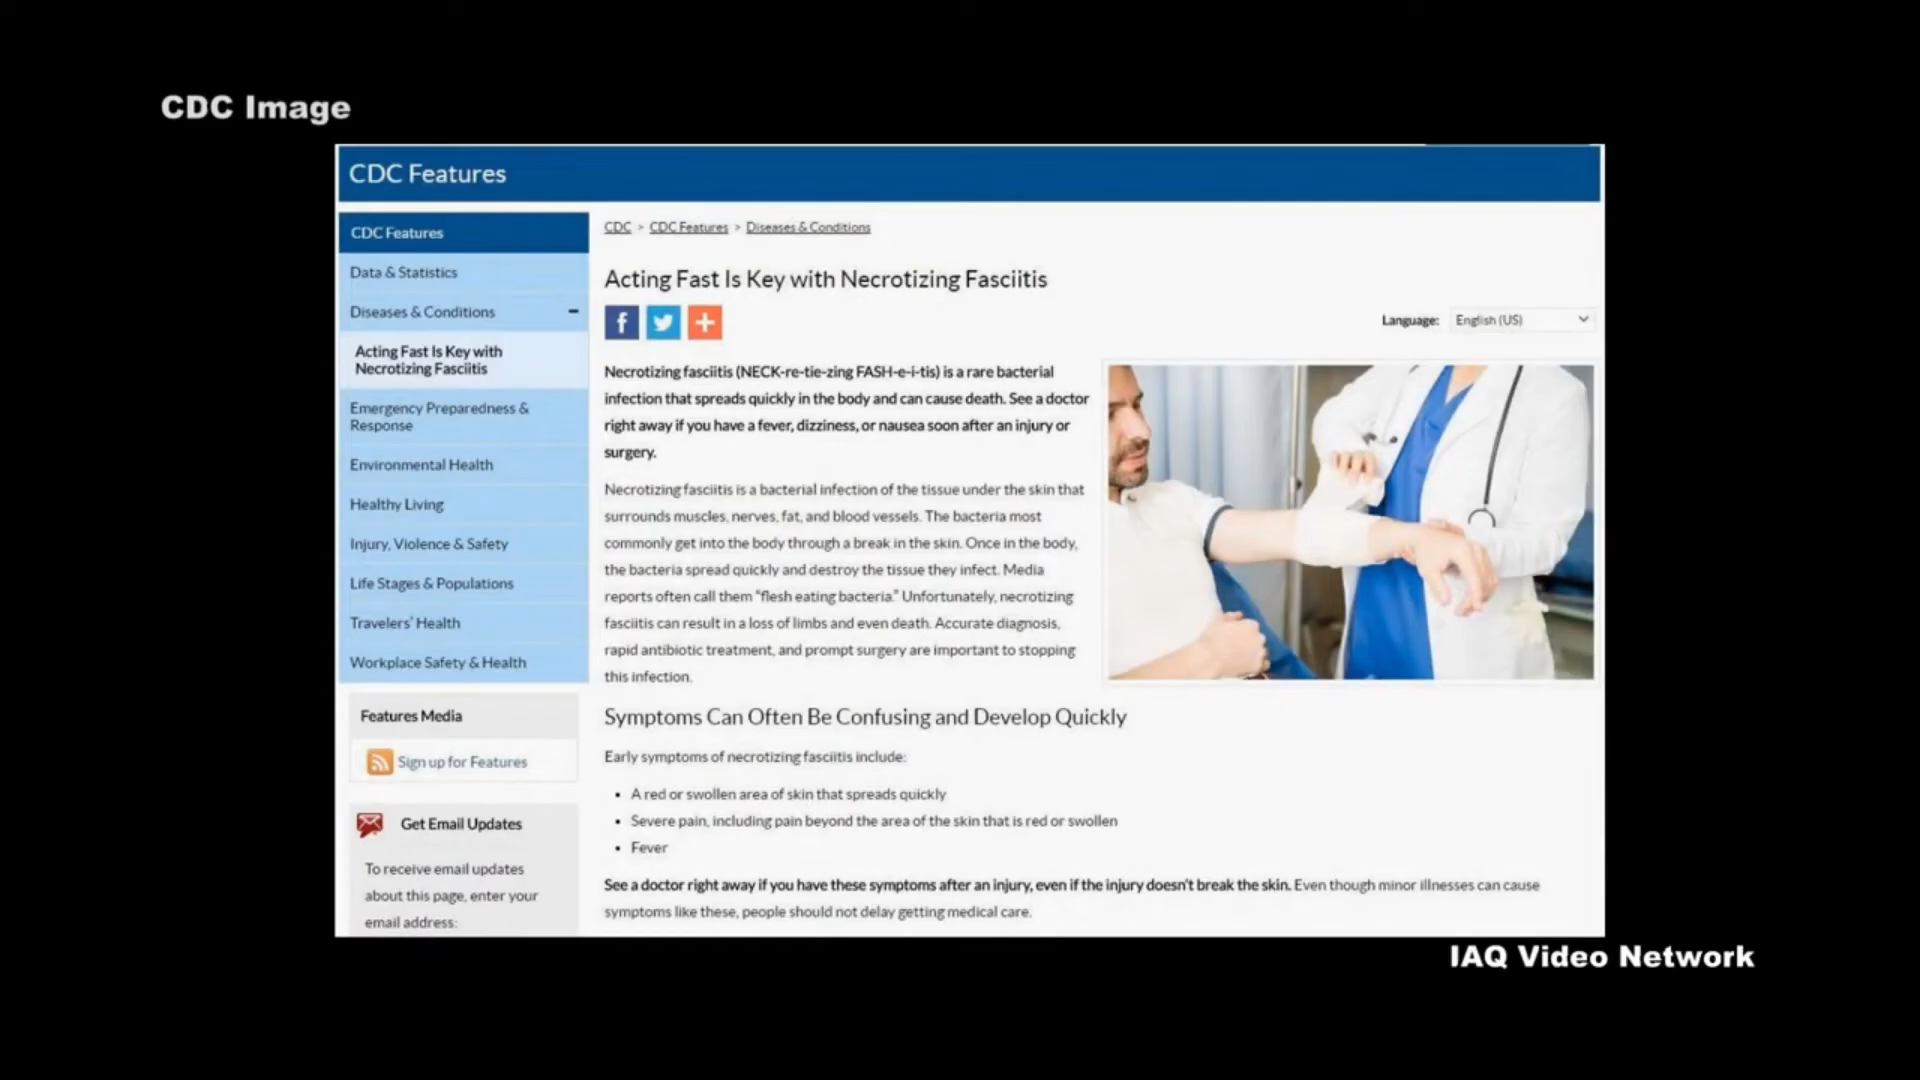 CDC Image
CDC Features
CDC Features
Data & Statistics
Diseases & Conditions
Acting Fast Is Key with
Necrotizing Fasciitis
Emergency Preparedness &
Response
Environmental Health
Healthy Living
Injury, Violence & Safety
Life Stages & Populations
Travelers' Health
Workplace Safety & Health
Features Media
Sign up for Features
Get Email Updates
To receive email updates
about this page, enter your
email address:
CDC > CDC Features > Diseases & Conditions
Acting Fast Is Key with Necrotizing Fasciitis
Language: English (US)
Necrotizing fasciitis (NECK-re-tie-zing FASH-e-i-tis) is a rare bacterial
infection that spreads quickly in the body and can cause death. See a doctor
right away if you have a fever, dizziness, or nausea soon after an injury or
surgery.
Necrotizing fasciitis is a bacterial infection of the tissue under the skin that
surrounds muscles, nerves, fat, and blood vessels. The bacteria most
commonly get into the body through a break in the skin. Once in the body,
the bacteria spread quickly and destroy the tissue they infect. Media
reports often call them “flesh eating bacteria.” Unfortunately, necrotizing
fasciitis can result in a loss of limbs and even death. Accurate diagnosis,
rapid antibiotic treatment, and prompt surgery are important to stopping
this infection.
Symptoms Can Often Be Confusing and Develop Quickly
Early symptoms of necrotizing fasciitis include:
• A red or swollen area of skin that spreads quickly
• Severe pain, including pain beyond the area of the skin that is red or swollen
• Fever
See a doctor right away if you have these symptoms after an injury, even if the injury doesn't break the skin. Even though minor illnesses can cause
symptoms like these, people should not delay getting medical care.
IAQ Video Network